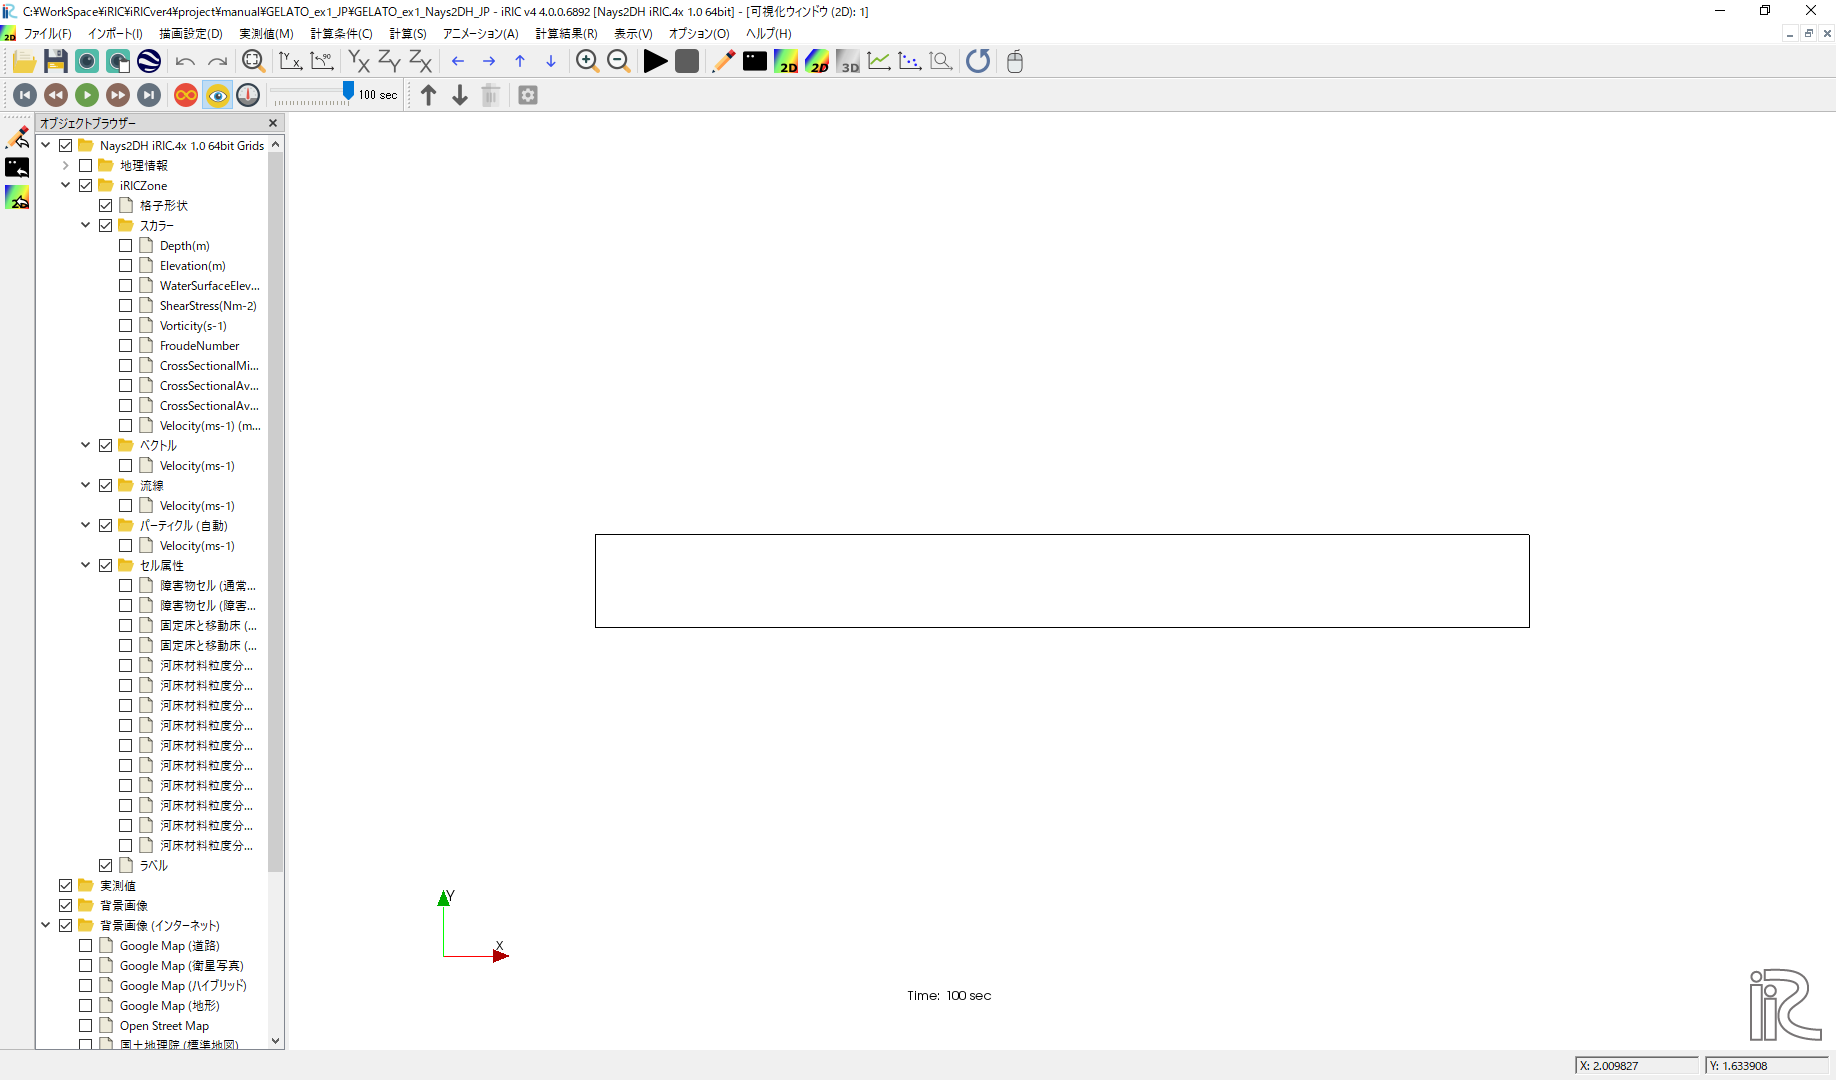 C:¥WorkSpace¥iRIC¥iRICver4¥project¥manual¥GELATO_ex1_JP¥GELATO_ex1_Nays2DH_JP - iRIC v4 4.0.0.6892 [Nays2DH iRIC.4x 1.0 64bit] - [可視化ウィンドウ (2D): 1]
ファイル(F) インポート(I) 描画設定(D) 実測値(M) 計算条件(C) 計算(S) アニメーション(A) 計算結果(R) 表示(V) オプション(O) ヘルプ(H)
100 sec
オブジェクトブラウザー
Nays2DH iRIC.4x 1.0 64bit Grids
地理情報
iRICZone
格子形状
スカラー
Depth(m)
Elevation(m)
WaterSurfaceElev...
ShearStress(Nm-2)
Vorticity(s-1)
FroudeNumber
CrossSectionalMi...
CrossSectionalAv...
CrossSectionalAv...
Velocity(ms-1) (m...
ベクトル
Velocity(ms-1)
流線
Velocity(ms-1)
パーティクル (自動)
Velocity(ms-1)
セル属性
障害物セル (通常...
障害物セル (障害...
固定床と移動床 (...
固定床と移動床 (...
河床材料粒度分...
河床材料粒度分...
河床材料粒度分...
河床材料粒度分...
河床材料粒度分...
河床材料粒度分...
河床材料粒度分...
河床材料粒度分...
河床材料粒度分...
河床材料粒度分...
ラベル
実測値
背景画像
背景画像 (インターネット)
Google Map (道路)
Google Map (衛星写真)
Google Map (ハイブリッド)
Google Map (地形)
Open Street Map
国土地理院 (標準地図)
Y
X
Time: 100 sec
iRIC
X: 2.009827
Y: 1.633908